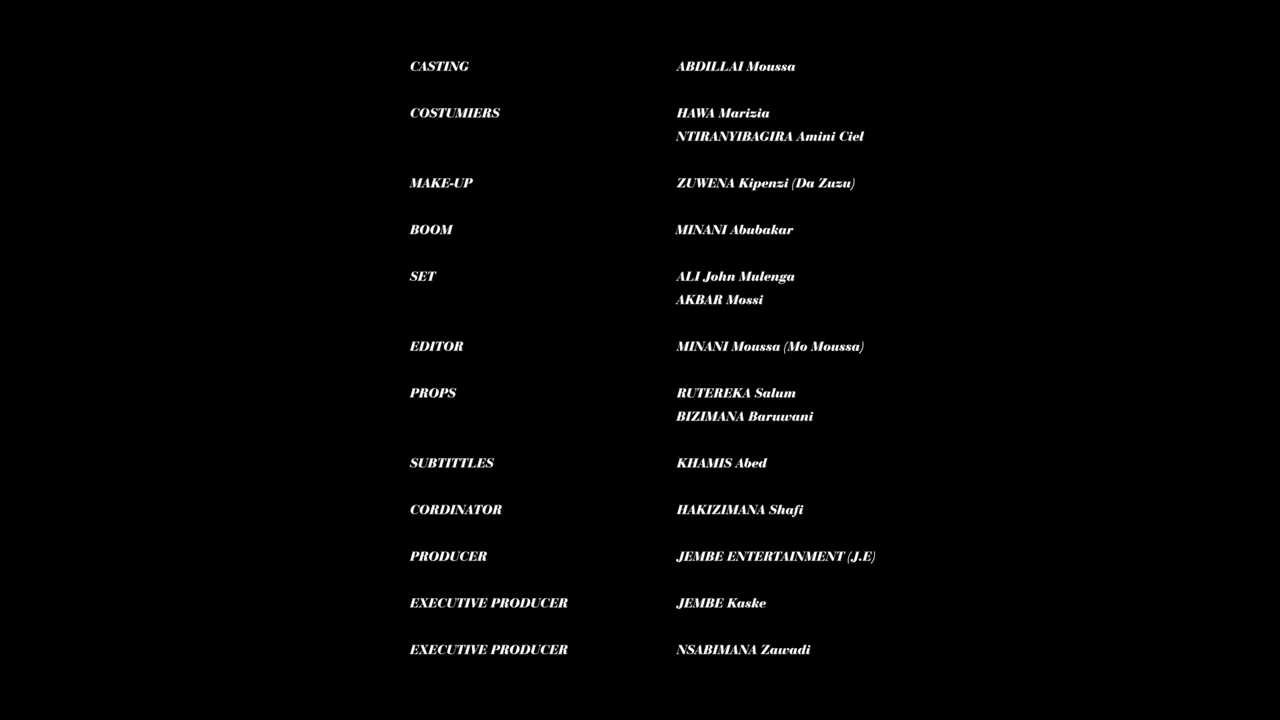 CASTING ABDILLAI Moussa
COSTUMIERS HAWA Marizia
NTIRANYIBAGIRA Amini Ciel
MAKE-UP ZUWENA Kipenzi (Da Zuzu)
BOOM MINANI Abubakar
SET ALI John Mulenga
AKBAR Mossi
EDITOR MINANI Moussa (Mo Moussa)
PROPS RUTEREKA Salum
BIZIMANA Baruwani
SUBTITTLES KHAMIS Abed
CORDINATOR HAKIZIMANA Shafi
PRODUCER JEMBE ENTERTAINMENT (J.E)
EXECUTIVE PRODUCER JEMBE Kaske
EXECUTIVE PRODUCER NSABIMANA Zawadi